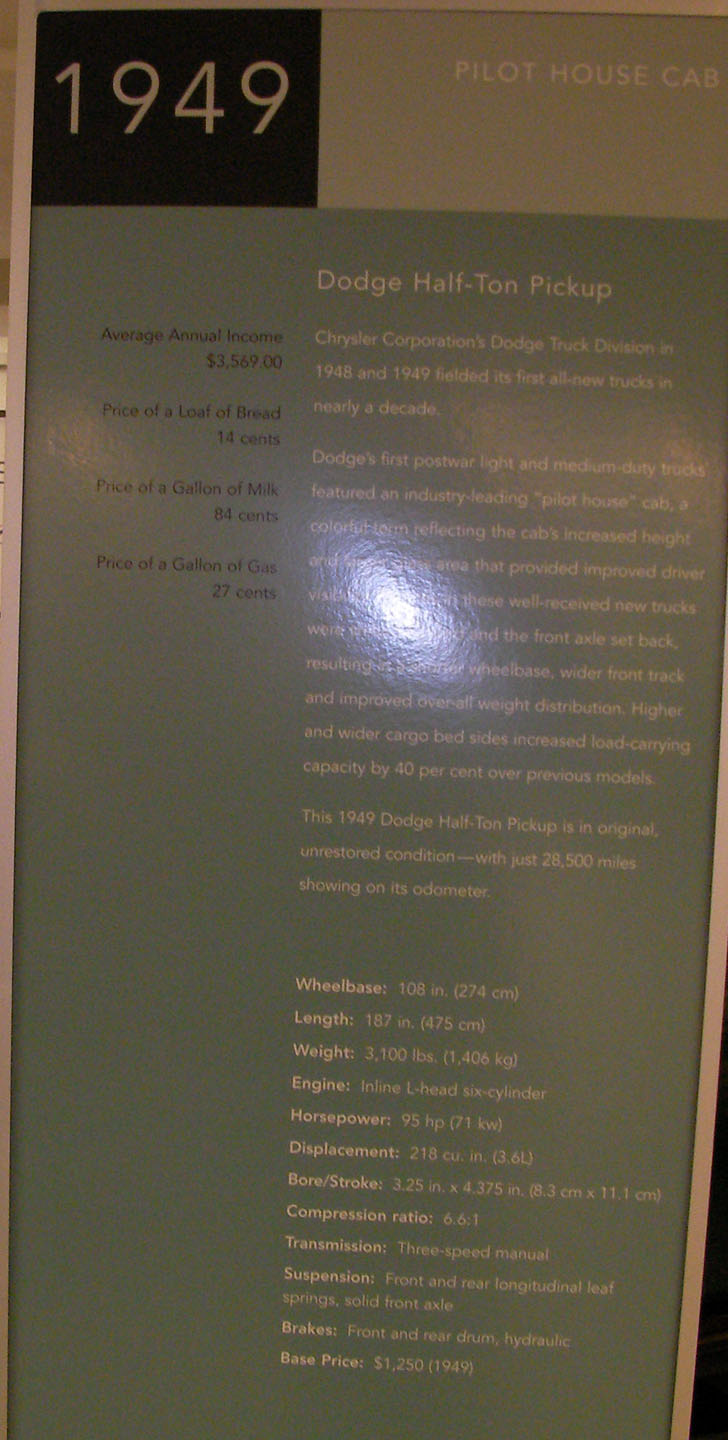 1949
PILOT HOUSE CAB
Dodge Half-Ton Pickup
Average Annual Income
$3,569.00
Price of a Loaf of Bread
14 cents
Price of a Gallon of Milk
84 cents
Price of a Gallon of Gas
27 cents
Chrysler Corporation's Dodge Truck Division in
1948 and 1949 fielded its first all-new trucks in
nearly a decade.
Dodge's first postwar light and medium-duty trucks
featured an industry-leading "pilot house" cab, a
colorful term reflecting the cab's increased height
and area that provided improved driver
these well-received new trucks
were and the front axle set back,
resulting in a shorter wheelbase, wider front track
and improved over-all weight distribution. Higher
and wider cargo bed sides increased load-carrying
capacity by 40 per cent over previous models.
This 1949 Dodge Half-Ton Pickup is in original,
unrestored condition—with just 28,500 miles
showing on its odometer.
Wheelbase: 108 in. (274 cm)
Length: 187 in. (475 cm)
Weight: 3,100 lbs. (1,406 kg)
Engine: Inline L-head six-cylinder
Horsepower: 95 hp (71 kw)
Displacement: 218 cu. in. (3.6L)
Bore/Stroke: 3.25 in. x 4.375 in. (8.3 cm x 11.1 cm)
Compression ratio: 6.6:1
Transmission: Three-speed manual
Suspension: Front and rear longitudinal leaf
springs, solid front axle
Brakes: Front and rear drum, hydraulic
Base Price: $1,250 (1949)